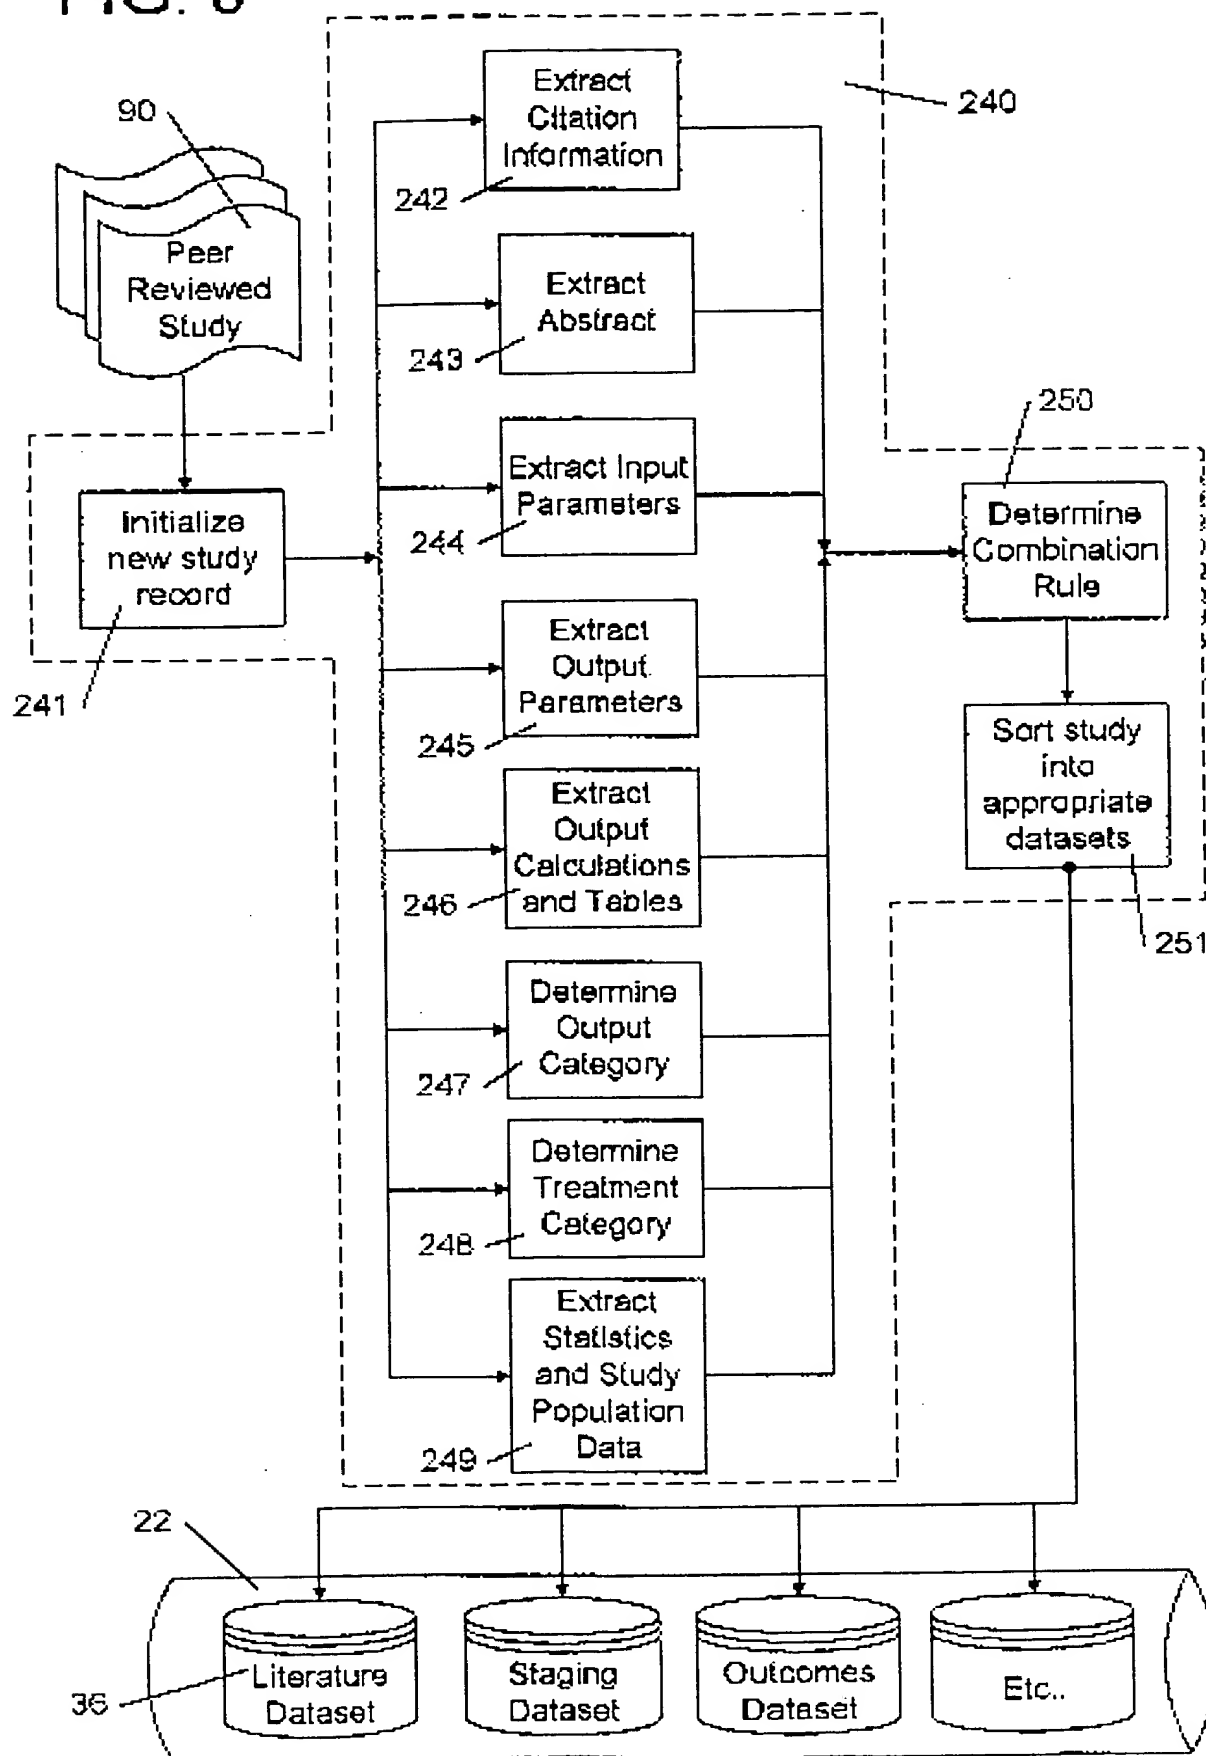 FIG.
Extract
Citation
Information
240
90
242
Peer
Reviewed
Study
Extract
Abstract
243
250
Extract Input
Parameters
244
Initialize
new study
record
Determine
Combination
Rule
241
Extract
Output
Parameters
245
Sort study
into
appropriate
datasets
Extract
Output
Calculations
and Tables
246
251
Determine
Output
Category
247
Determine
Treatment
Category
248
Extract
Statistics
and Study
Population
Data
249
22
Literature
Dataset
Staging
Dataset
Outcomes
Dataset
Etc..
36